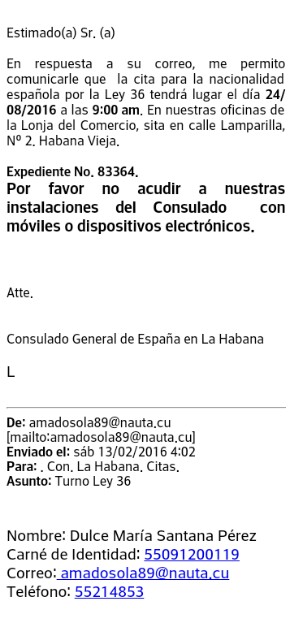 Estimado(a) Sr. (a)
En respuesta a su correo, me permito
comunicarle que la cita para la nacionalidad
española por la Ley 36 tendrá lugar el día 24/
08/2016 a las 9:00 am. En nuestras oficinas de
la Lonja del Comercio, sita en calle Lamparilla,
Nº 2. Habana Vieja.
Expediente No. 83364.
Por favor no acudir a nuestras
instalaciones del Consulado con
móviles o dispositivos electrónicos.
Atte.
Consulado General de España en La Habana
L
De: amadosola89@nauta.cu
[mailto:amadosola89@nauta.cu]
Enviado el: sáb 13/02/2016 4:02
Para: . Con. La Habana. Citas.
Asunto: Turno Ley 36
Nombre: Dulce María Santana Pérez
Carné de Identidad: 55091200119
Correo: amadosola89@nauta.cu
Teléfono: 55214853